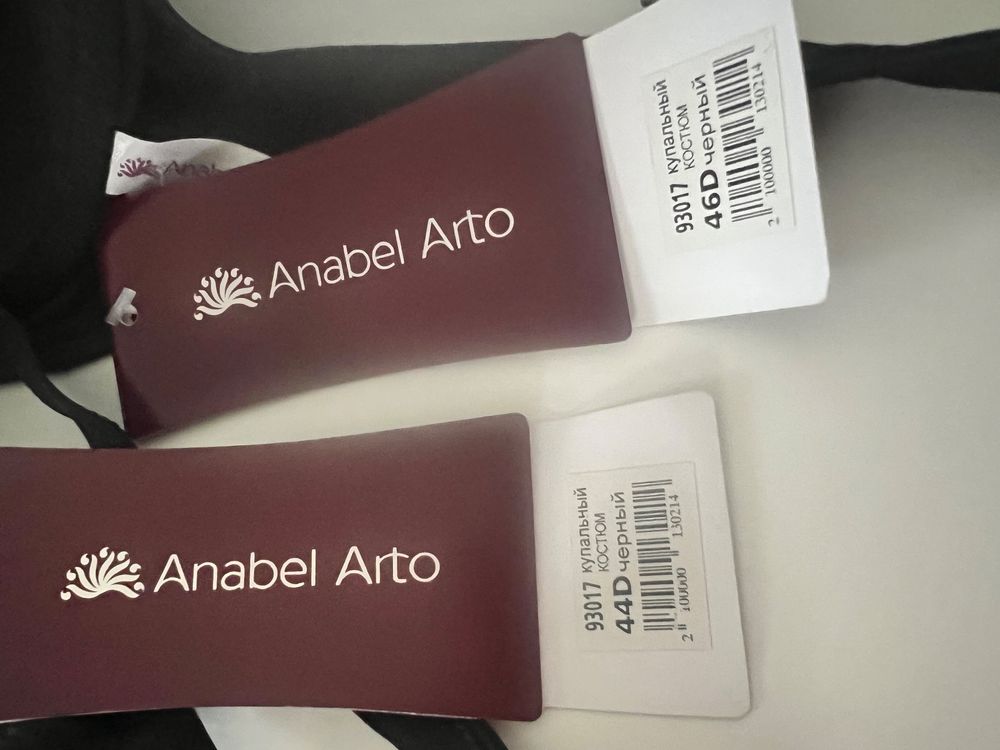 Anabel Arto
93017 купальный
костюм
46D черный
2 100000 130214
Anabel Arto
93017 купальный
костюм
44D черный
2 100000 130214